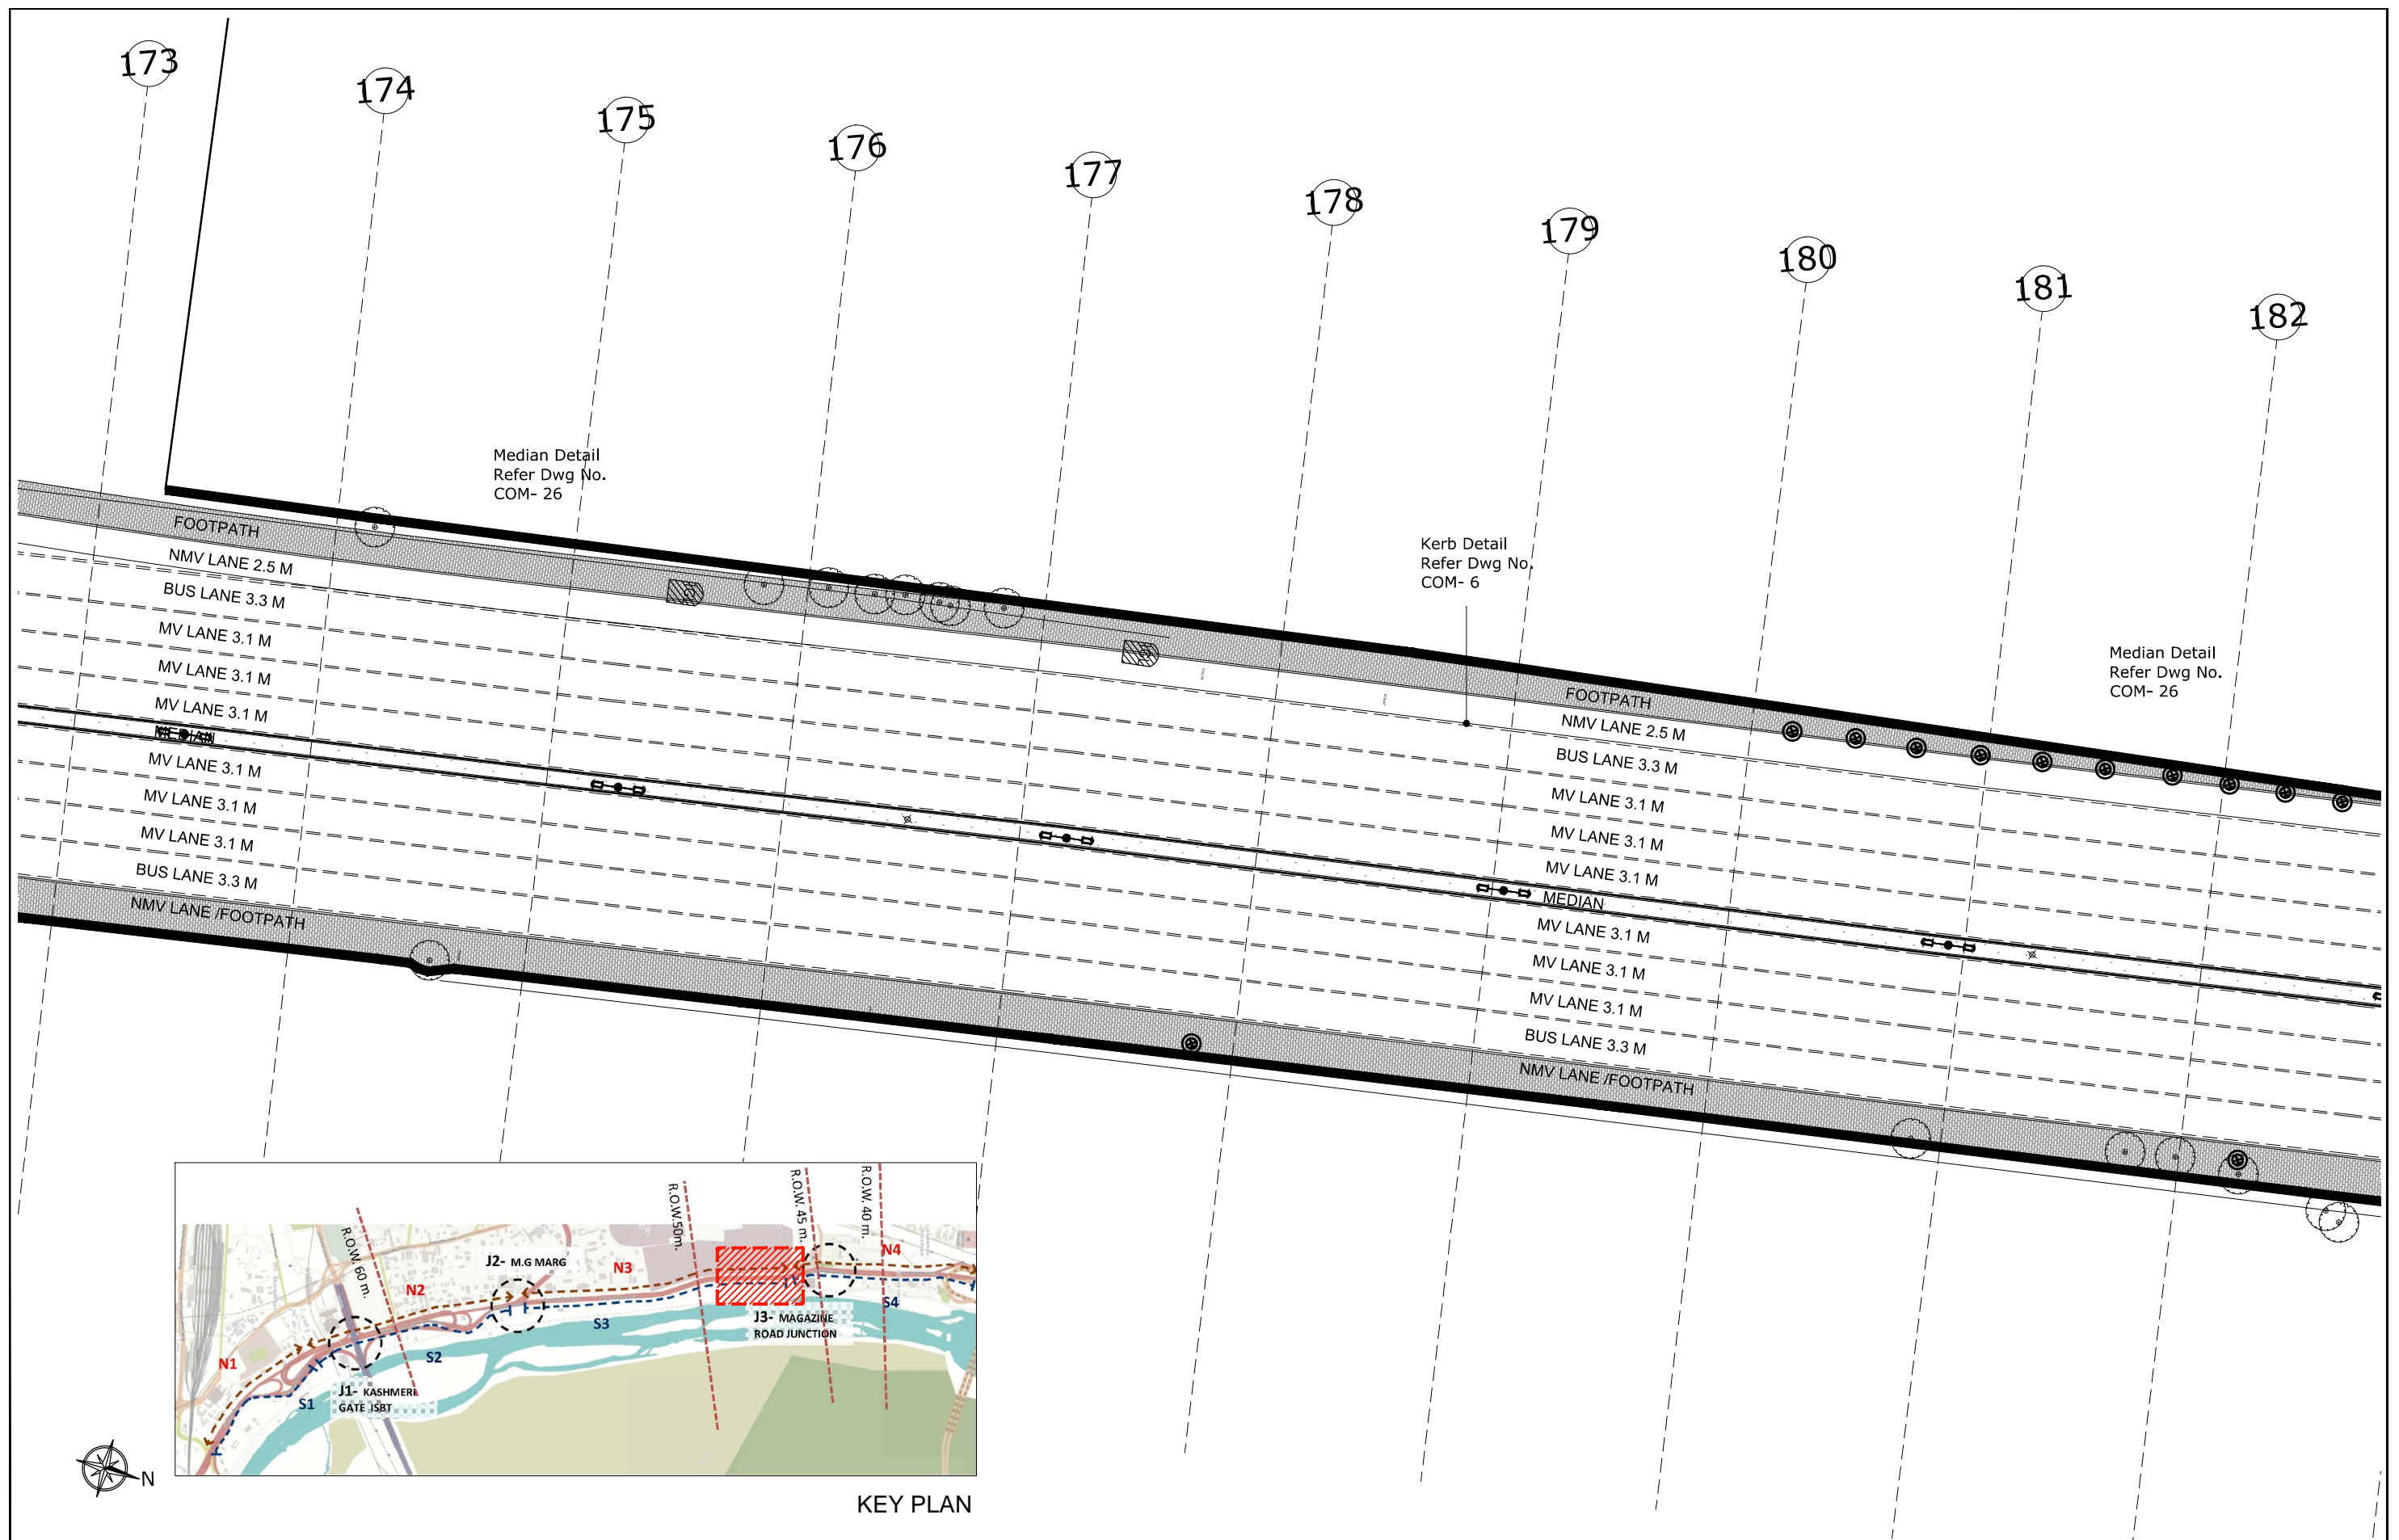 173
174
175
176
177
178
179
180
181
182
Median Detail
Refer Dwg No.
COM- 26
Kerb Detail
Refer Dwg No.
COM- 6
Median Detail
Refer Dwg No.
COM- 26
FOOTPATH
NMV LANE 2.5 M
BUS LANE 3.3 M
MV LANE 3.1 M
MV LANE 3.1 M
MV LANE 3.1 M
MEDIAN
MV LANE 3.1 M
MV LANE 3.1 M
MV LANE 3.1 M
BUS LANE 3.3 M
NMV LANE /FOOTPATH
FOOTPATH
NMV LANE 2.5 M
BUS LANE 3.3 M
MV LANE 3.1 M
MV LANE 3.1 M
MV LANE 3.1 M
MEDIAN
MV LANE 3.1 M
MV LANE 3.1 M
MV LANE 3.1 M
BUS LANE 3.3 M
NMV LANE /FOOTPATH
R.O.W. 60 m.
R.O.W.50m.
R.O.W. 45 m.
R.O.W. 40 m.
N1
N2
N3
N4
S1
S2
S3
S4
J1- KASHMERI
GATE ISBT
J2- M.G MARG
J3- MAGAZINE
ROAD JUNCTION
N
KEY PLAN